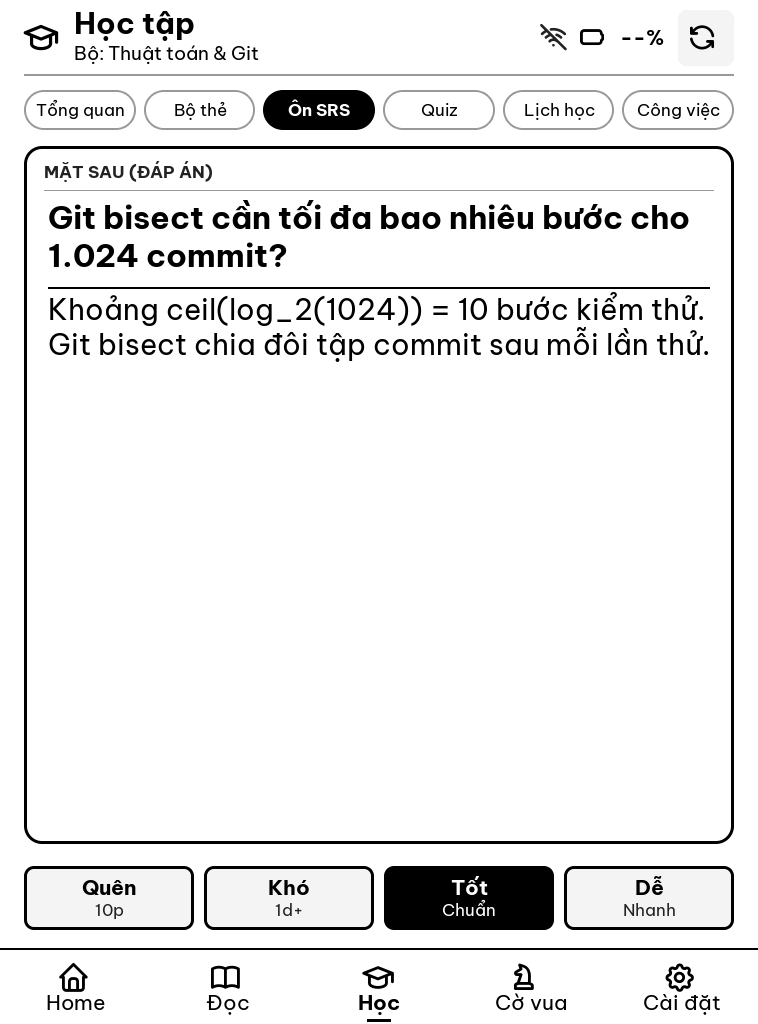 Học tập
Bộ: Thuật toán & Git
--%
Tổng quan
Bộ thẻ
Ôn SRS
Quiz
Lịch học
Công việc
MẶT SAU (ĐÁP ÁN)
Git bisect cần tối đa bao nhiêu bước cho
1.024 commit?
Khoảng ceil(log_2(1024)) = 10 bước kiểm thử.
Git bisect chia đôi tập commit sau mỗi lần thử.
Quên
10p
Khó
1d+
Tốt
Chuẩn
Dễ
Nhanh
Home
Đọc
Học
Cờ vua
Cài đặt